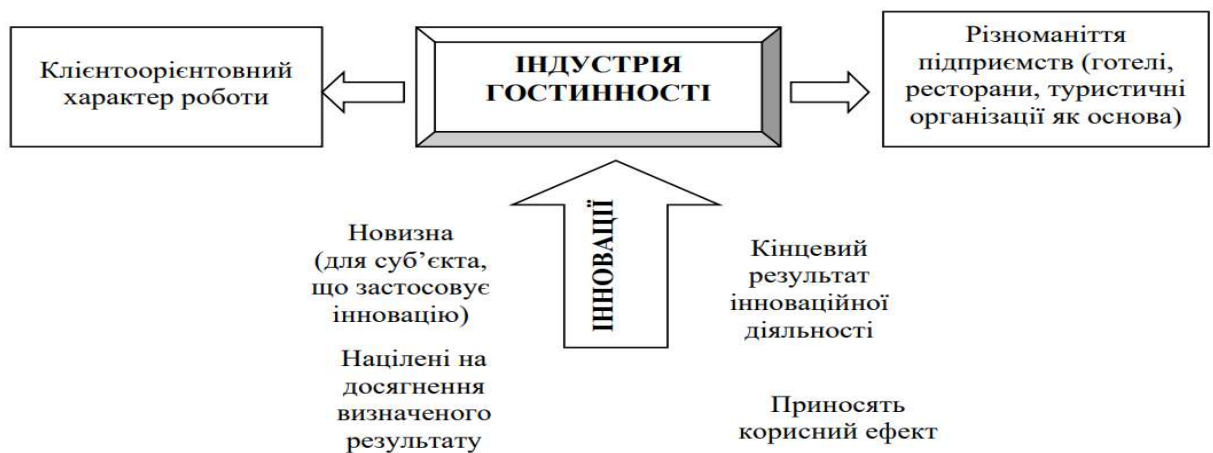 Клієнтоорієнтовний
характер роботи
ІНДУСТРІЯ
ГОСТИННОСТІ
Різноманіття
підприємств (готелі,
ресторани, туристичні
організації як основа)
ІННОВАЦІЇ
Новизна
(для суб’єкта,
що застосовує
інновацію)
Націлені на
досягнення
визначеного
результату
Кінцевий
результат
інноваційної
діяльності
Приносять
корисний ефект